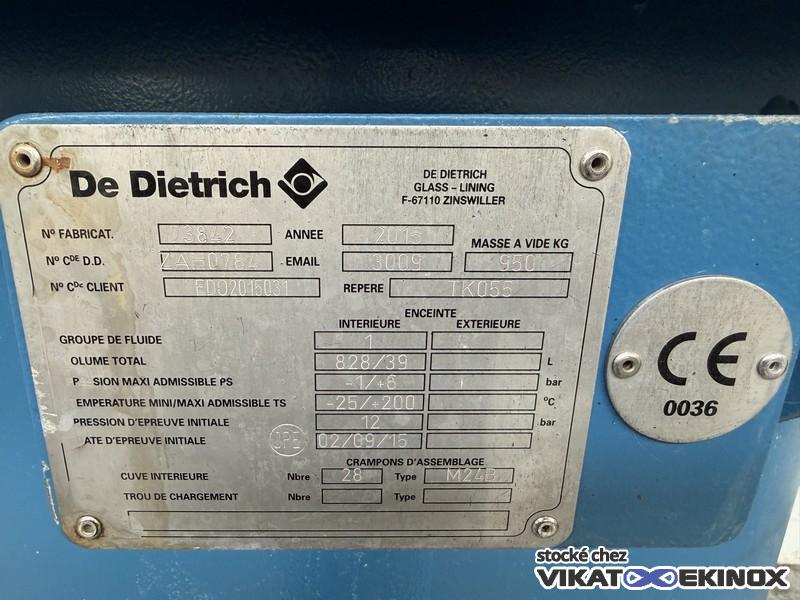 De Dietrich
DE DIETRICH
GLASS - LINING
F-67110 ZINSWILLER
Nº FABRICAT. 3842 ANNEE 2015
MASSE A VIDE KG
Nº CDE D.D. ZA-0784 EMAIL 3009 950
Nº CDe CLIENT EDO2015031 REPERE TK055
ENCEINTE
INTERIEURE EXTERIEURE
GROUPE DE FLUIDE 1
OLUME TOTAL 828/39 L
P SION MAXI ADMISSIBLE PS -1/+6 bar
EMPERATURE MINI/MAXI ADMISSIBLE TS -25/+200 ºC
PRESSION D'EPREUVE INITIALE 12 bar
ATE D'EPREUVE INITIALE 02/09/15
CRAMPONS D'ASSEMBLAGE
CUVE INTERIEURE Nbre 28 Type M24B
TROU DE CHARGEMENT Nbre Type
CE
0036
stocké chez
VIKATOO EKINOX